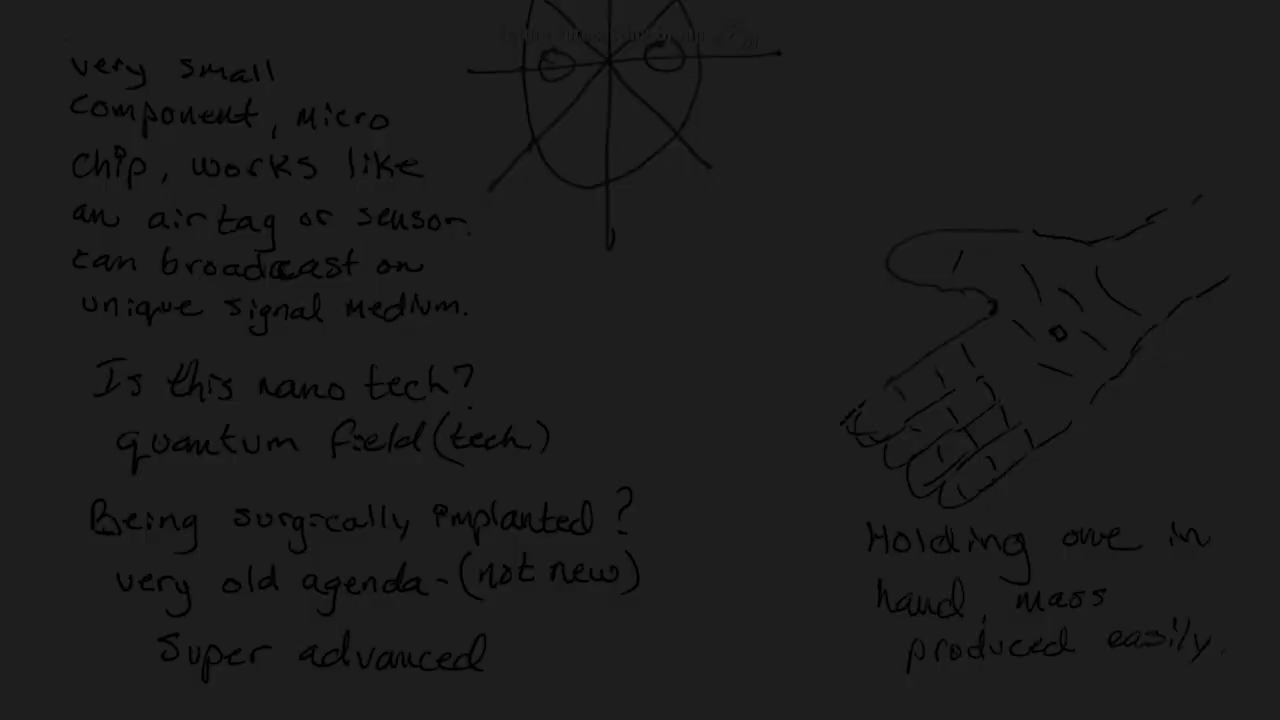 very small
component, micro
chip, works like
an air tag or sensor.
can broadcast on
unique signal medium.
Is this nano tech?
quantum field (tech)
Being surgically implanted?
very old agenda - (not new)
Super advanced
Holding one in
hand, mass
produced easily.